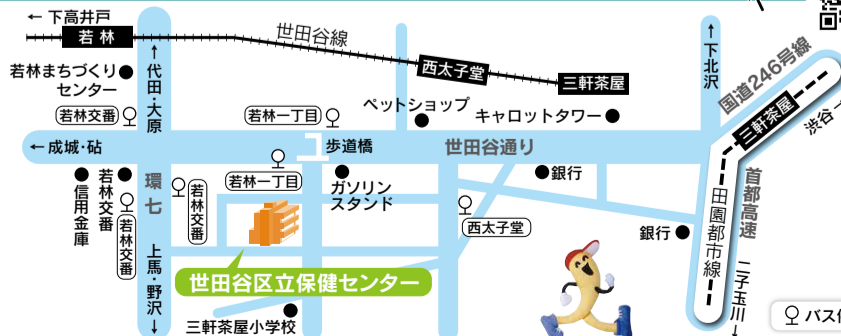 ← 下高井戸
若林
世田谷線
西太子堂
三軒茶屋
↑
下北沢
国道246号線
三軒茶屋
渋谷
若林まちづくり
センター
↑
代田・大原
若林交番
若林一丁目
ペットショップ
キャロットタワー
← 成城・砧
歩道橋
世田谷通り
若林一丁目
ガソリン
スタンド
銀行
信用金庫
若林交番
若林交番
環七
若林交番
西太子堂
銀行
田園都市線
首都高速
二子玉川
↓
上馬・野沢
↓
世田谷区立保健センター
三軒茶屋小学校
バス